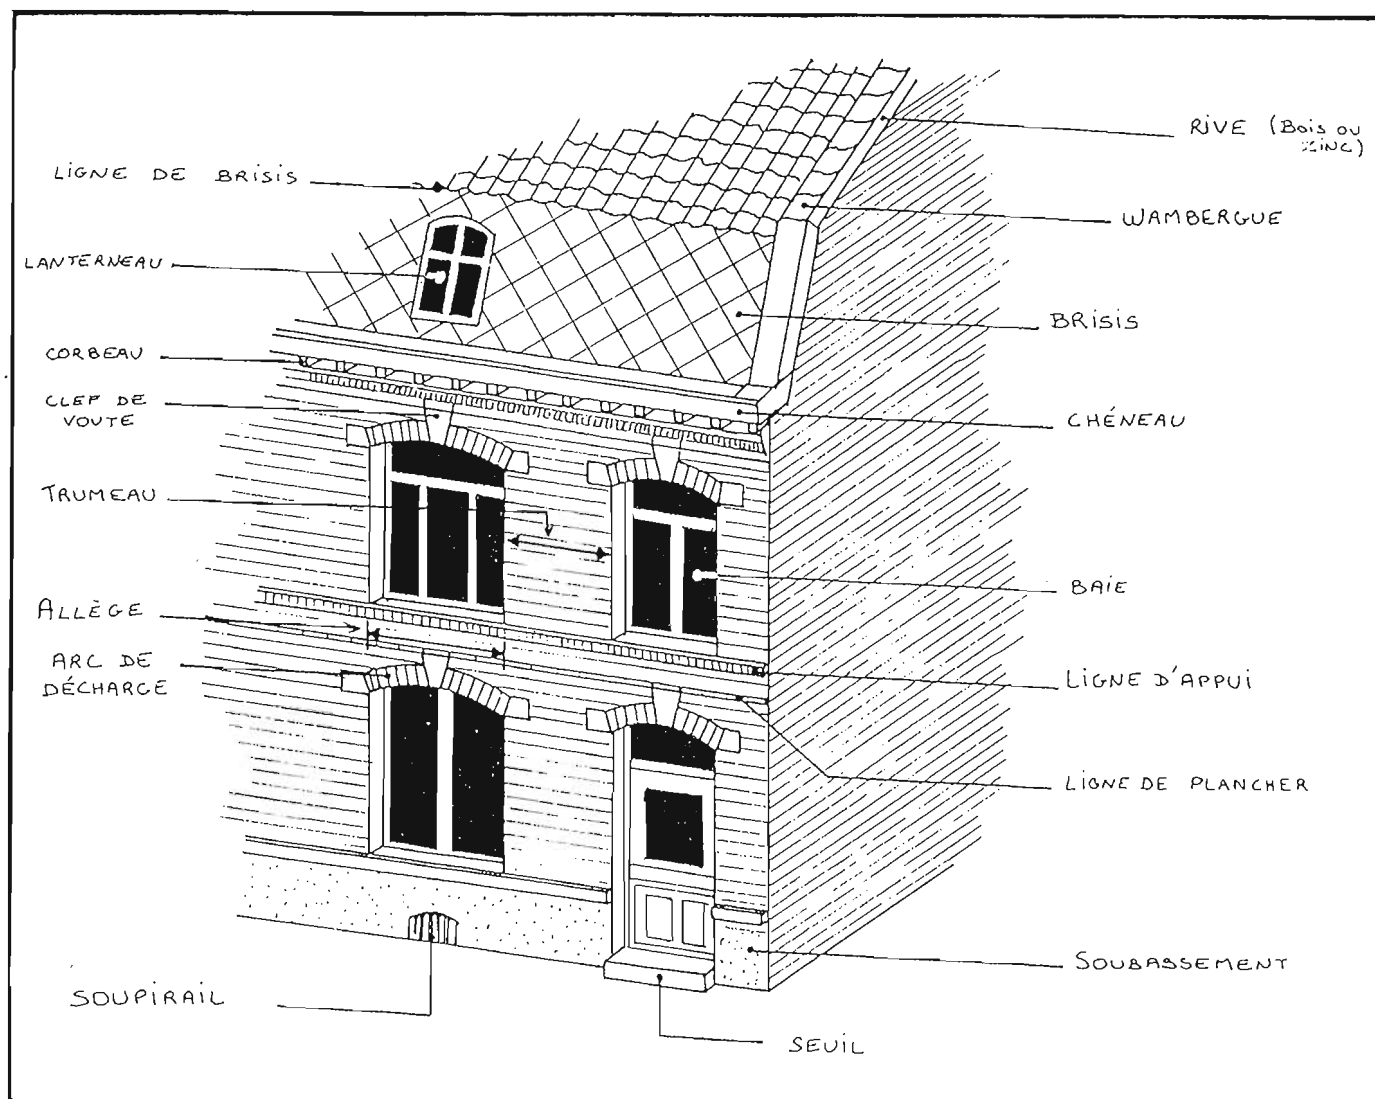 RIVE (BOIS OU
ZINC)
LIGNE DE BRISIS
WAMBERGUE
LANTERNEAU
BRISIS
CORBEAU
CLEF DE
VOUTE
CHÉNEAU
TRUMEAU
BAIE
ALLÈGE
ARC DE
DÉCHARGE
LIGNE D'APPUI
LIGNE DE PLANCHER
SOUBASSEMENT
SOUPIRAIL
SEUIL